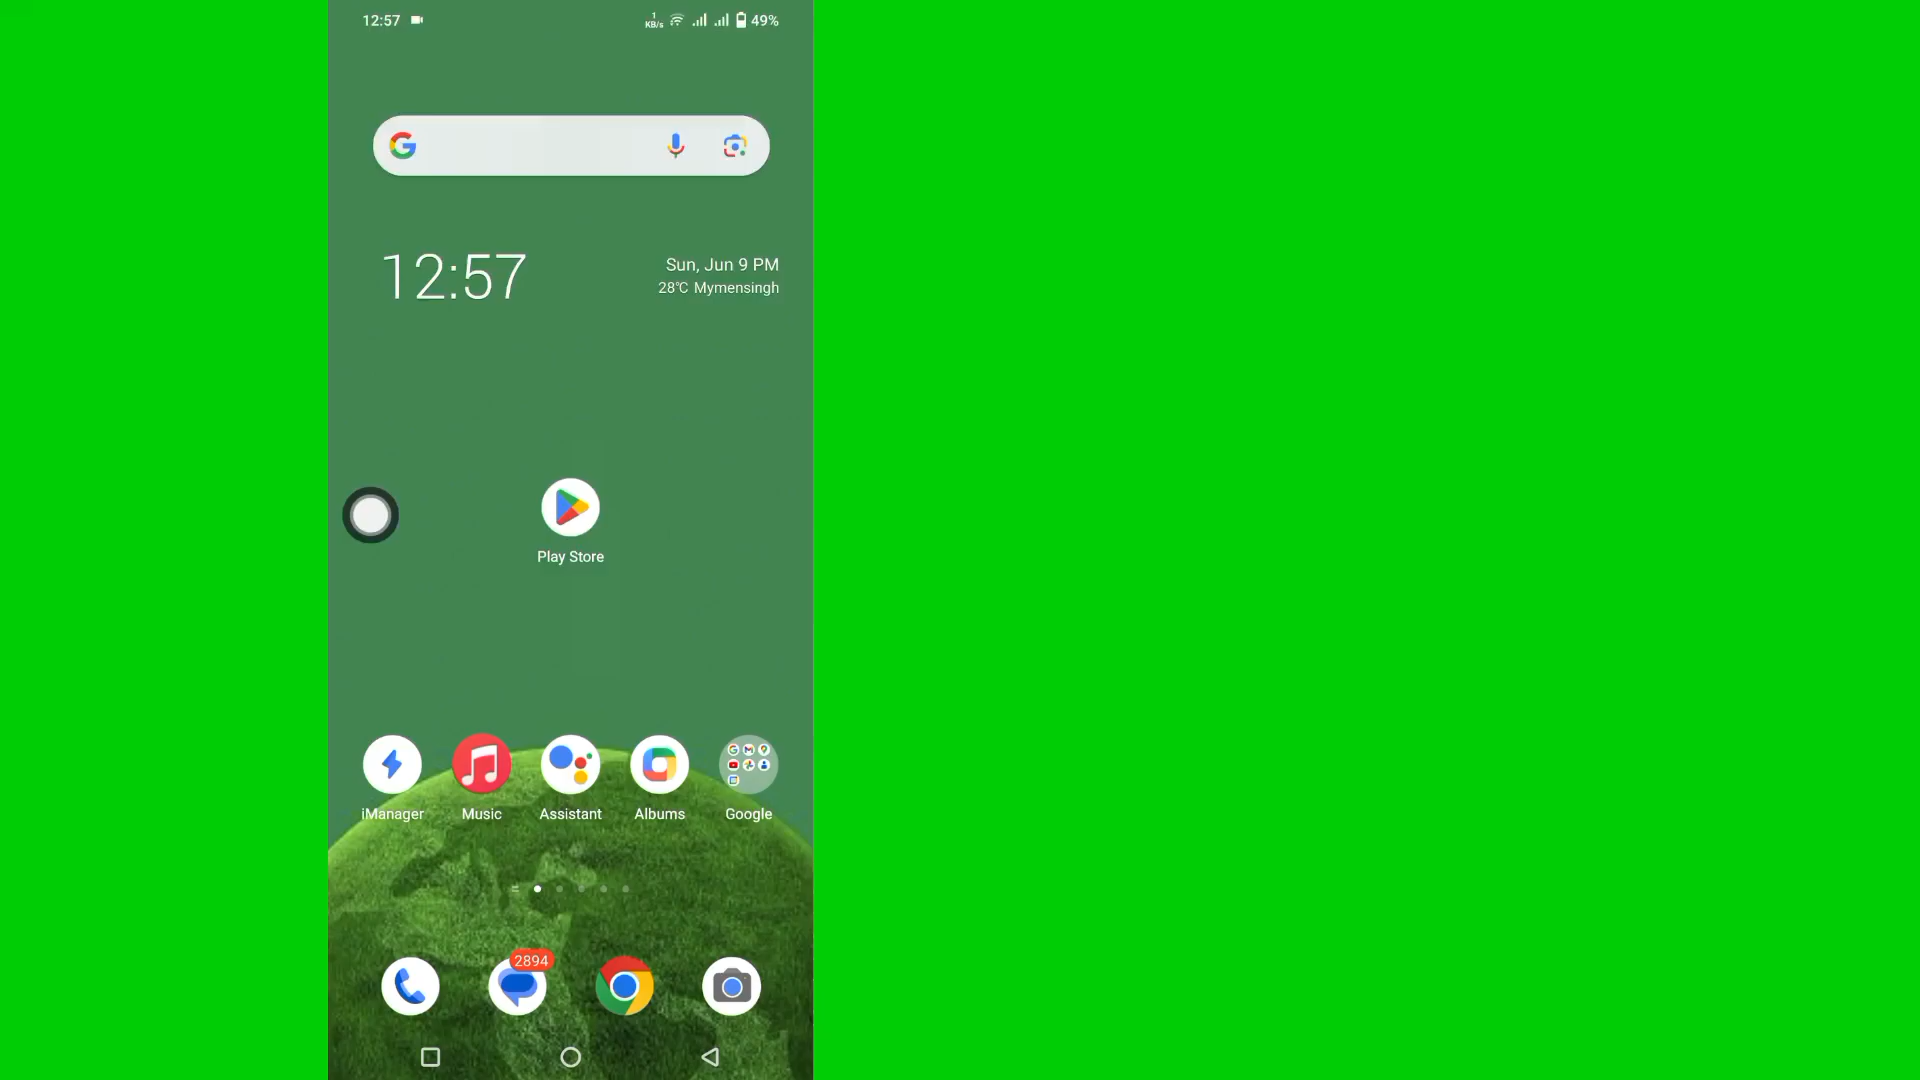 12:57
1
KB/s
49%
12:57
Sun, Jun 9 PM
28℃ Mymensingh
Play Store
iManager
Music
Assistant
Albums
Google
2894